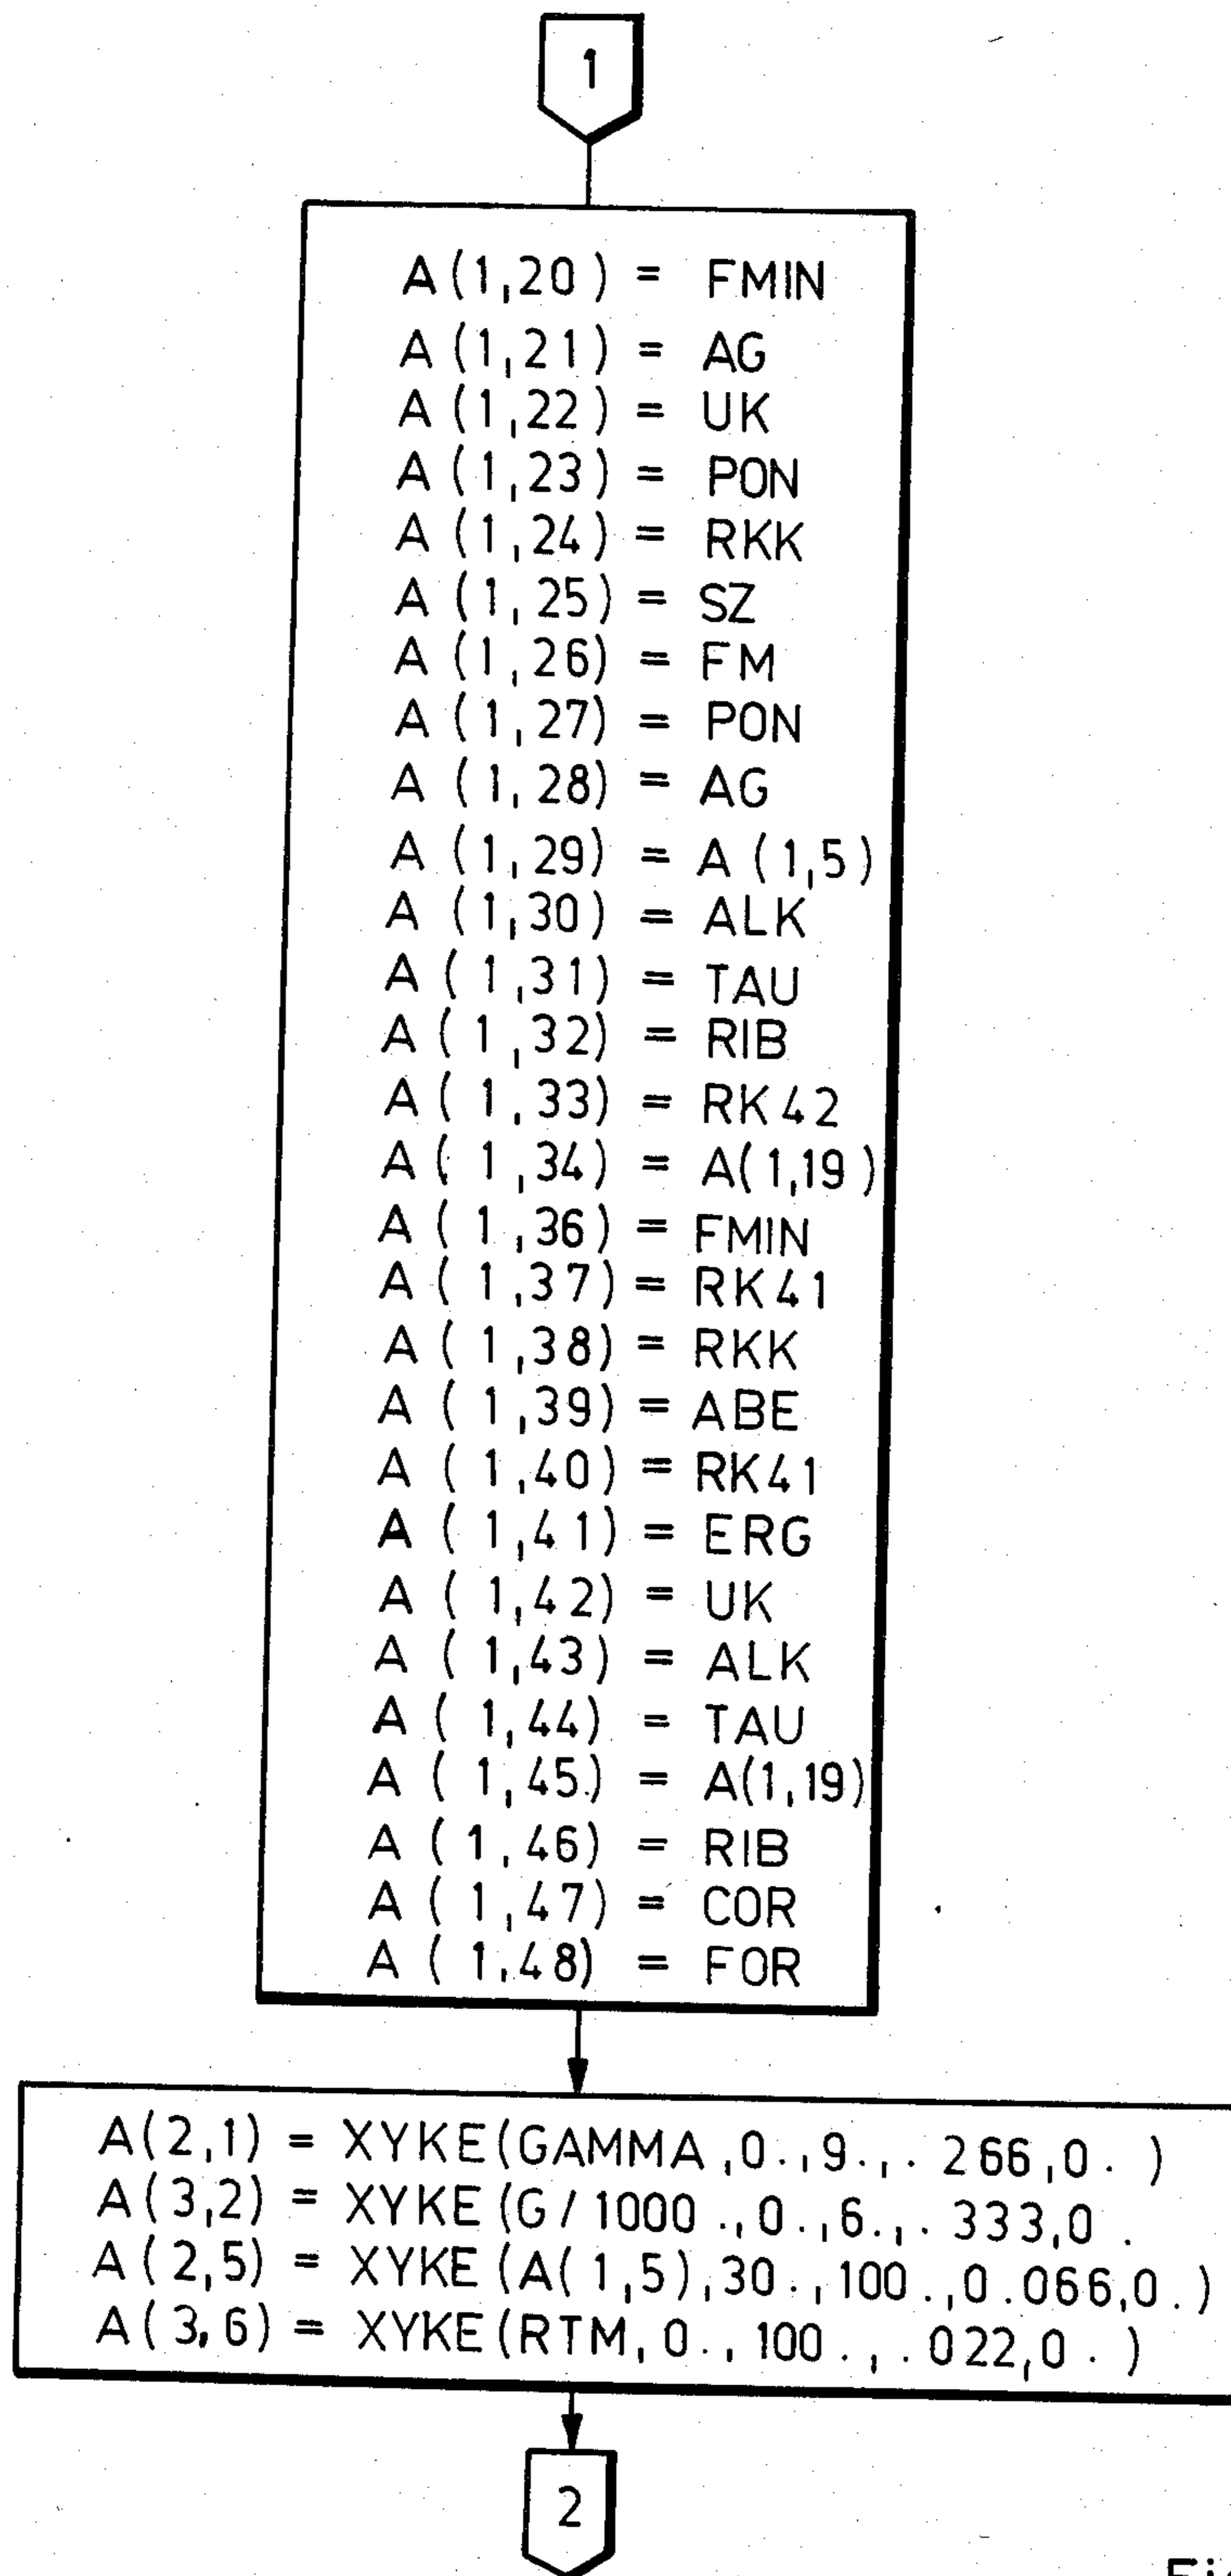 1
A(1,20) = FMIN
A(1,21) = AG
A(1,22) = UK
A(1,23) = PON
A(1,24) = RKK
A(1,25) = SZ
A(1,26) = FM
A(1,27) = PON
A(1,28) = AG
A(1,29) = A(1,5)
A(1,30) = ALK
A(1,31) = TAU
A(1,32) = RIB
A(1,33) = RK42
A(1,34) = A(1,19)
A(1,36) = FMIN
A(1,37) = RK41
A(1,38) = RKK
A(1,39) = ABE
A(1,40) = RK41
A(1,41) = ERG
A(1,42) = UK
A(1,43) = ALK
A(1,44) = TAU
A(1,45) = A(1,19)
A(1,46) = RIB
A(1,47) = COR
A(1,48) = FOR
A(2,1) = XYKE(GAMMA,0.,9.,.266,0.)
A(3,2) = XYKE(G/1000.,0.,6.,.333,0.
A(2,5) = XYKE(A(1,5),30.,100.,0.066,0.)
A(3,6) = XYKE(RTM,0.,100.,.022,0.)
2